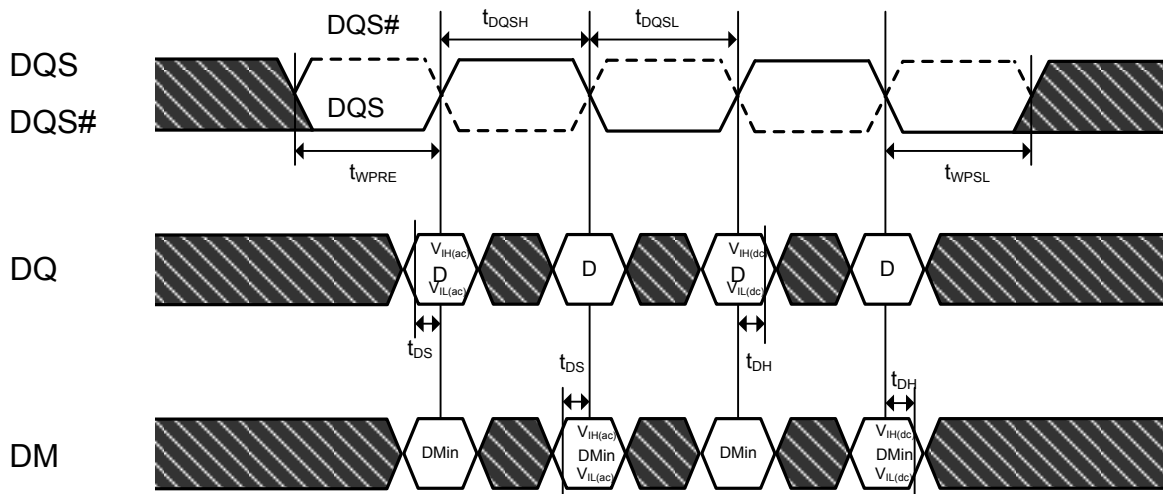 DQS#
tDQSH
tDQSL
DQS
DQS
DQS#
tWPRE
tWPSL
VIH(ac)
VIH(dc)
DQ
D
D
D
D
VIL(ac)
VIL(dc)
tDS
tDS
tDH
tDH
VIH(ac)
VIH(dc)
DM
DMin
DMin
DMin
DMin
VIL(ac)
VIL(dc)